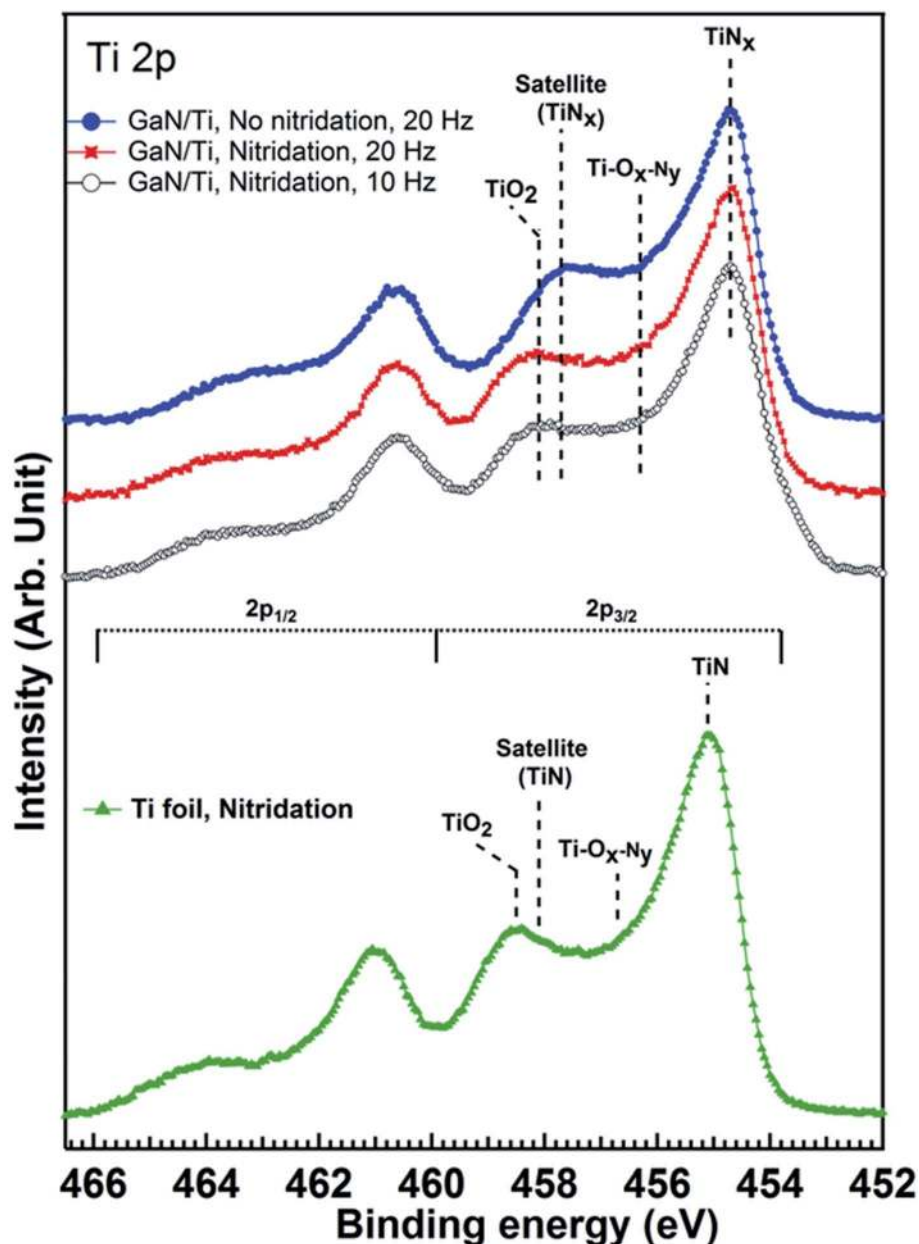 Ti 2p
GaN/Ti, No nitridation, 20 Hz
GaN/Ti, Nitridation, 20 Hz
GaN/Ti, Nitridation, 10 Hz
TiO2
Satellite
(TiNx)
Ti-Ox-Ny
TiNx
2p1/2
2p3/2
TiN
Satellite
(TiN)
TiO2
Ti-Ox-Ny
Ti foil, Nitridation
Intensity (Arb. Unit)
466 464 462 460 458 456 454 452
Binding energy (eV)